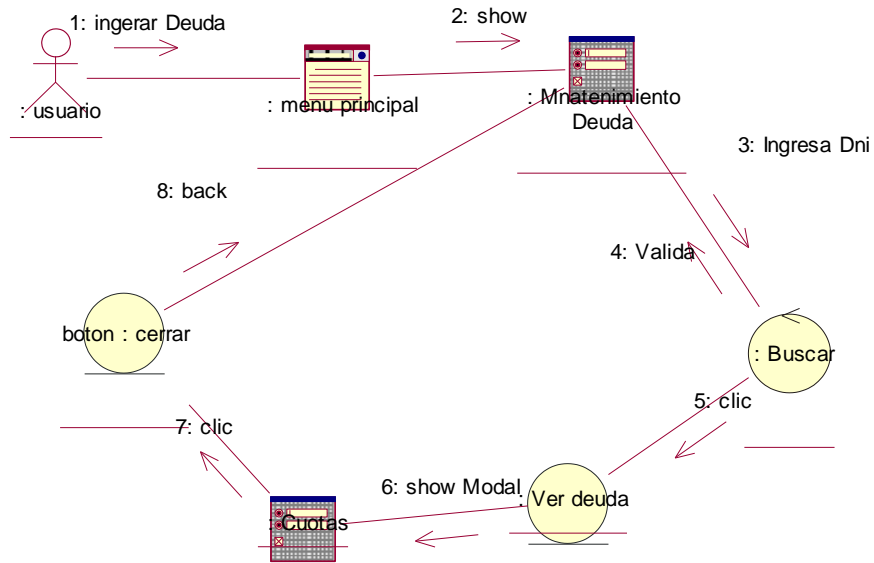 1: ingerar Deuda
2: show
: usuario
: menu principal
: Mnatenimiento
Deuda
3: Ingresa Dni
8: back
4: Valida
boton : cerrar
: Buscar
5: clic
7: clic
6: show Modal
: Ver deuda
: Cuotas